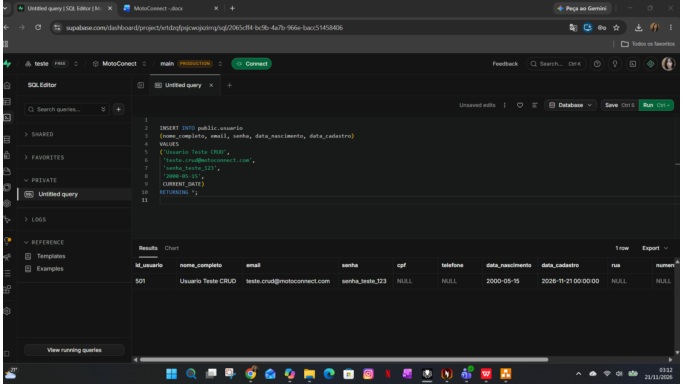 Untitled query | SQL Editor | M
MotoConnect -.docx
Peça ao Gemini
supabase.com/dashboard/project/xrtdzqfpsjcwojxzirrq/sql/2065cff4-bc9b-4a7b-966e-bacc51458406
Todos os favoritos
teste FREE
MotoConect
main PRODUCTION
Connect
Feedback
Search... Ctrl K
SQL Editor
Untitled query
Search queries...
Unsaved edits
Database
Save Ctrl S
Run Ctrl
SHARED
FAVORITES
PRIVATE
Untitled query
LOGS
REFERENCE
Templates
Examples
View running queries
1
2 INSERT INTO public.usuario
3 (nome_completo, email, senha, data_nascimento, data_cadastro)
4 VALUES
5 ('Usuario Teste CRUD',
6 'teste.crud@motoconnect.com',
7 'senha_teste_123',
8 '2000-05-15',
9 CURRENT_DATE)
10 RETURNING *;
11
Results Chart
1 row Export
id_usuario nome_completo email senha cpf telefone data_nascimento data_cadastro rua numero
501 Usuario Teste CRUD teste.crud@motoconnect.com senha_teste_123 NULL NULL 2000-05-15 2026-11-21 00:00:00 NULL NULL
21°
03:12
21/11/2026